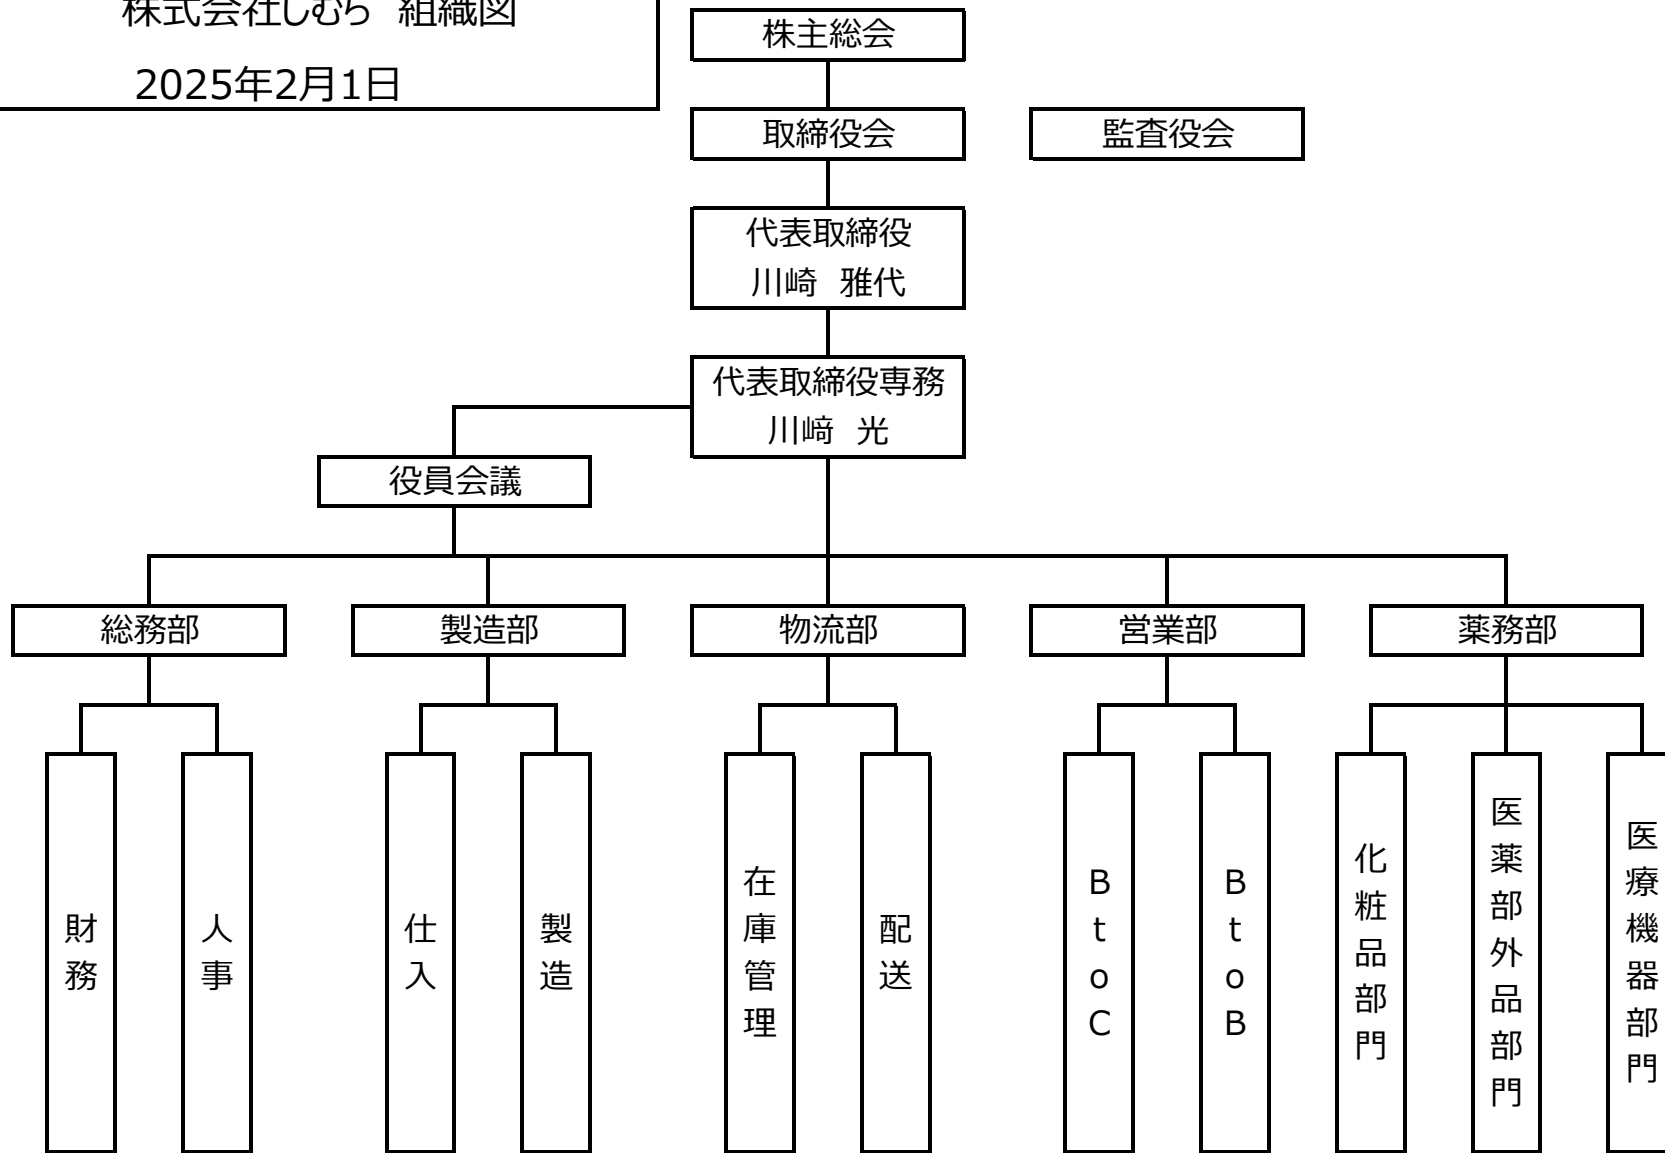 株式会社しむら 組織図
2025年2月1日
株主総会
取締役会
監査役会
代表取締役
川崎 雅代
代表取締役専務
川﨑 光
役員会議
総務部
製造部
物流部
営業部
薬務部
財務
人事
仕入
製造
在庫管理
配送
BtoC
BtoB
化粧品部門
医薬部外品部門
医療機器部門